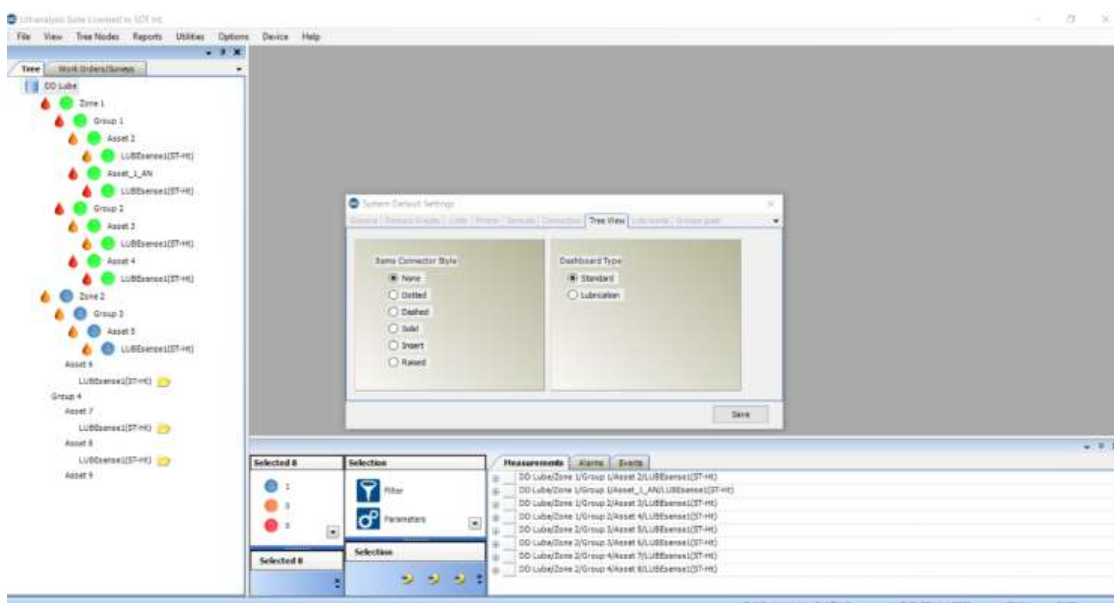 Ultranalysis Suite Licensed to SDT Int.
File View Tree Nodes Reports Utilities Options Device Help
Tree Work Orders/Surveys
DD Lube
Zone 1
Group 1
Asset 2
LUBEsense1(ST-Ht)
Asset_1_AN
LUBEsense1(ST-Ht)
Group 2
Asset 3
LUBEsense1(ST-Ht)
Asset 4
LUBEsense1(ST-Ht)
Zone 2
Group 3
Asset 5
LUBEsense1(ST-Ht)
Asset 6
LUBEsense1(ST-Ht)
Group 4
Asset 7
LUBEsense1(ST-Ht)
Asset 8
LUBEsense1(ST-Ht)
Asset 9
System Default Settings
Tree View
Items Connector Style
None
Dotted
Dashed
Solid
Insert
Raised
Dashboard Type
Standard
Lubrication
Save
Selected 8
Selection
Filter
Parameters
Selected 8
Selection
Measurements Alarms Events
DD Lube/Zone 1/Group 1/Asset 2/LUBEsense1(ST-Ht)
DD Lube/Zone 1/Group 1/Asset_1_AN/LUBEsense1(ST-Ht)
DD Lube/Zone 1/Group 2/Asset 3/LUBEsense1(ST-Ht)
DD Lube/Zone 1/Group 2/Asset 4/LUBEsense1(ST-Ht)
DD Lube/Zone 2/Group 3/Asset 5/LUBEsense1(ST-Ht)
DD Lube/Zone 2/Group 3/Asset 6/LUBEsense1(ST-Ht)
DD Lube/Zone 2/Group 4/Asset 7/LUBEsense1(ST-Ht)
DD Lube/Zone 2/Group 4/Asset 8/LUBEsense1(ST-Ht)